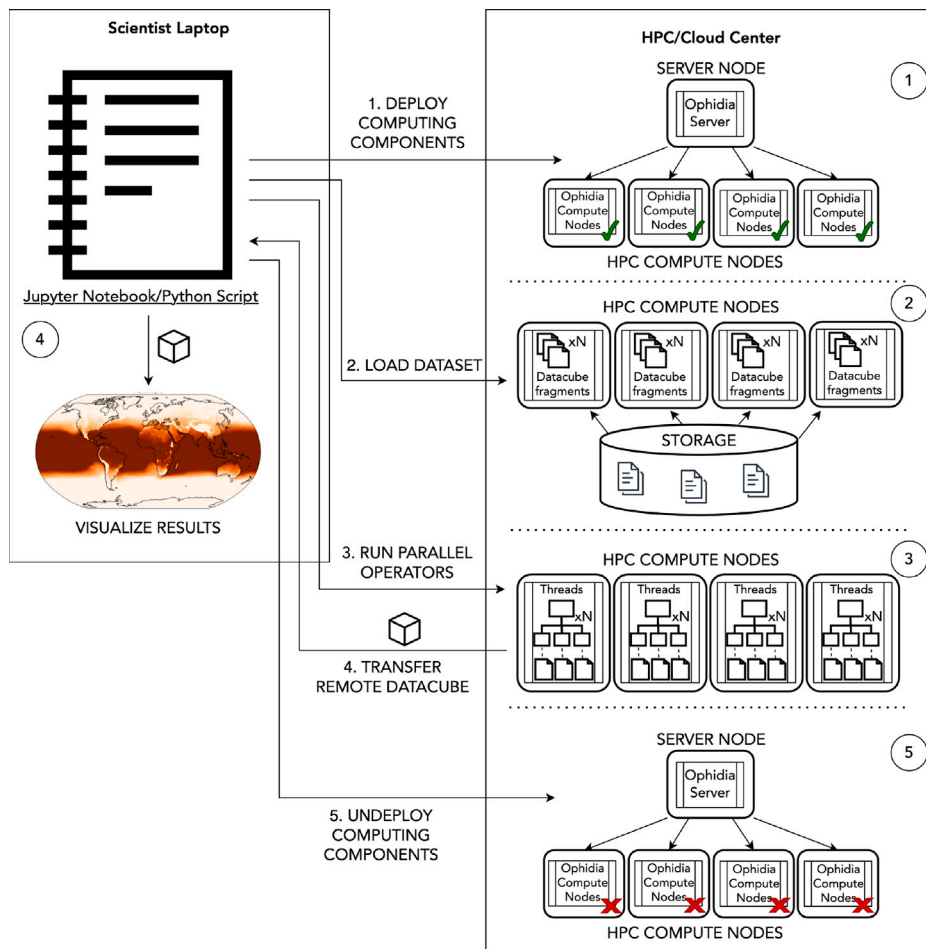 Scientist Laptop
Jupyter Notebook/Python Script
4
VISUALIZE RESULTS
1. DEPLOY
COMPUTING
COMPONENTS
2. LOAD DATASET
3. RUN PARALLEL
OPERATORS
4. TRANSFER
REMOTE DATACUBE
5. UNDEPLOY
COMPUTING
COMPONENTS
HPC/Cloud Center
SERVER NODE
1
Ophidia
Server
Ophidia
Compute
Nodes
Ophidia
Compute
Nodes
Ophidia
Compute
Nodes
Ophidia
Compute
Nodes
HPC COMPUTE NODES
HPC COMPUTE NODES
2
xN
Datacube
fragments
xN
Datacube
fragments
xN
Datacube
fragments
xN
Datacube
fragments
STORAGE
HPC COMPUTE NODES
3
Threads
xN
Threads
xN
Threads
xN
Threads
xN
SERVER NODE
5
Ophidia
Server
Ophidia
Compute
Nodes
Ophidia
Compute
Nodes
Ophidia
Compute
Nodes
Ophidia
Compute
Nodes
HPC COMPUTE NODES